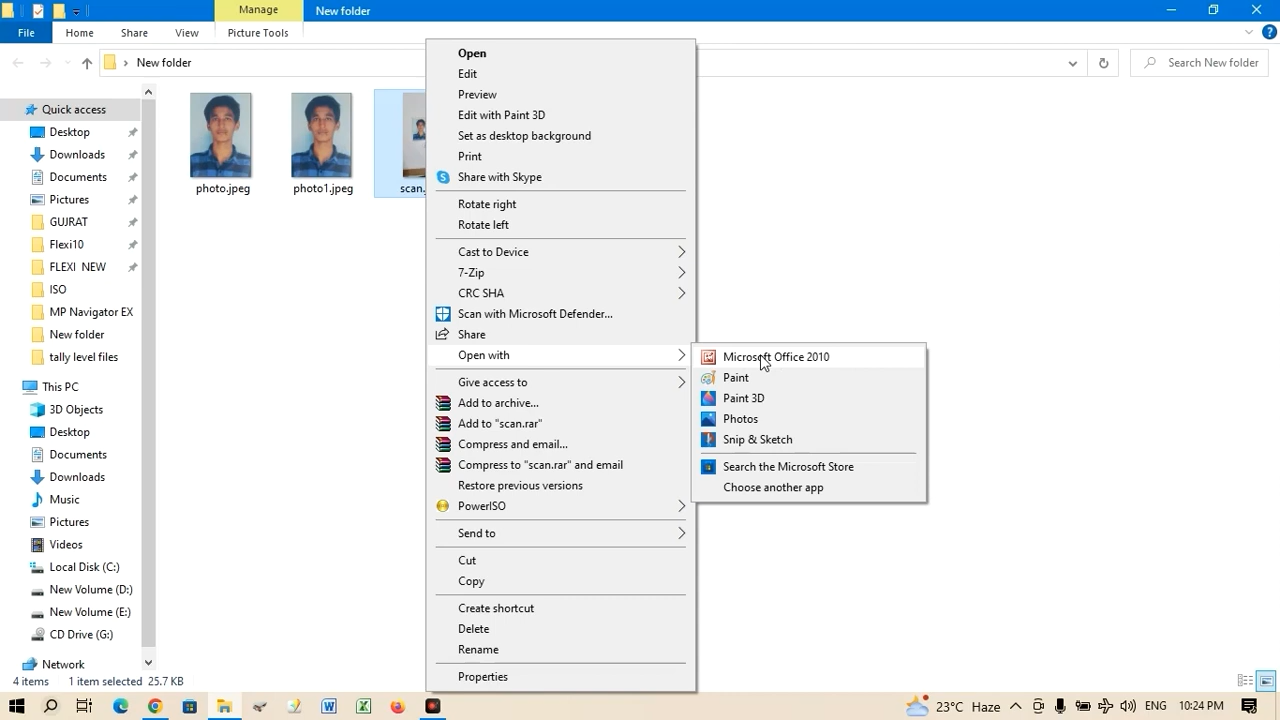 Manage
New folder
File
Home
Share
View
Picture Tools
New folder
Search New folder
Quick access
Desktop
Downloads
Documents
Pictures
GUJRAT
Flexi10
FLEXI NEW
ISO
MP Navigator EX
New folder
tally level files
This PC
3D Objects
Desktop
Documents
Downloads
Music
Pictures
Videos
Local Disk (C:)
New Volume (D:)
New Volume (E:)
CD Drive (G:)
Network
photo.jpeg
photo1.jpeg
scan.
Open
Edit
Preview
Edit with Paint 3D
Set as desktop background
Print
Share with Skype
Rotate right
Rotate left
Cast to Device
7-Zip
CRC SHA
Scan with Microsoft Defender...
Share
Open with
Give access to
Add to archive...
Add to "scan.rar"
Compress and email...
Compress to "scan.rar" and email
Restore previous versions
PowerISO
Send to
Cut
Copy
Create shortcut
Delete
Rename
Properties
Microsoft Office 2010
Paint
Paint 3D
Photos
Snip & Sketch
Search the Microsoft Store
Choose another app
4 items
1 item selected 25.7 KB
23°C Haze
ENG
10:24 PM